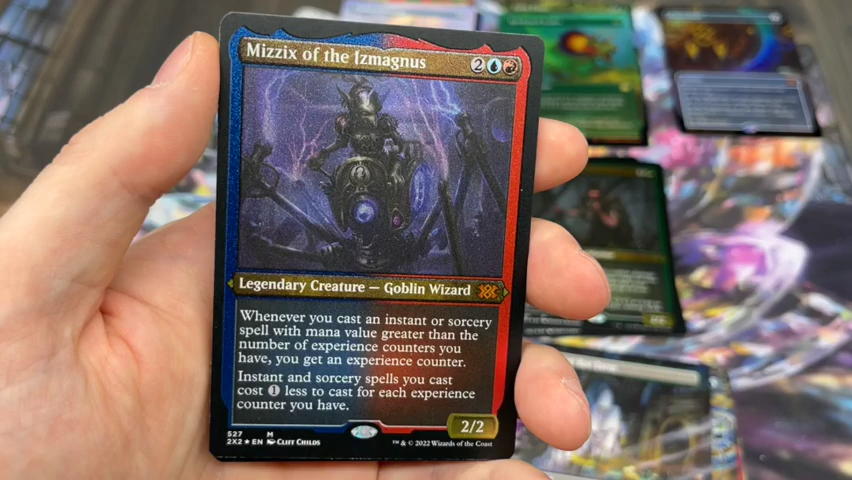 Mizzix of the Izmagnus 2
Legendary Creature — Goblin Wizard
Whenever you cast an instant or sorcery
spell with mana value greater than the
number of experience counters you
have, you get an experience counter.
Instant and sorcery spells you cast
cost 1 less to cast for each experience
counter you have.
2/2
527 M
2X2 ★ EN Cliff Childs
™ & © 2022 Wizards of the Coast